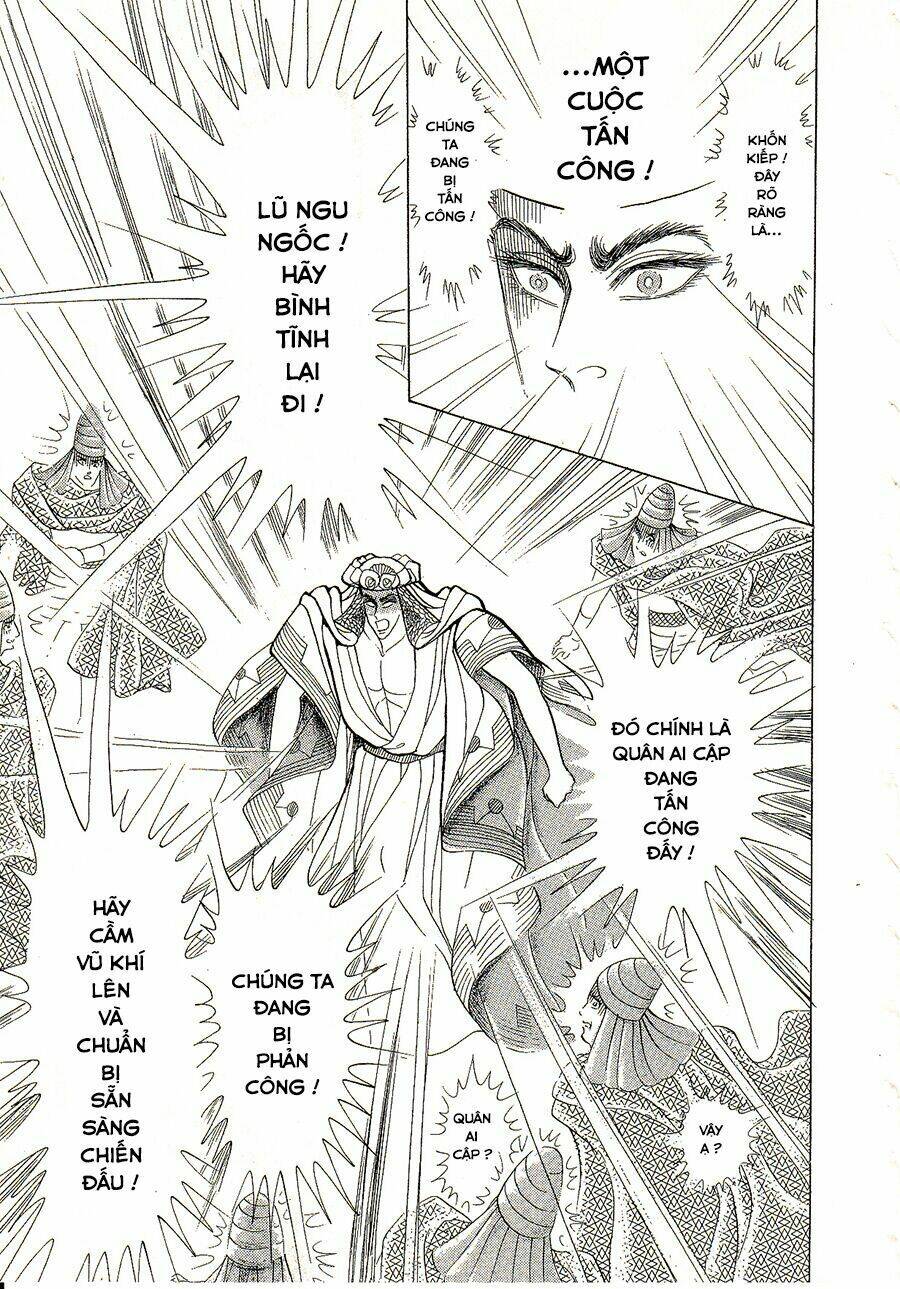 KHỐN
KIẾP !
ĐÂY
RÕ
RÀNG
LÀ...
...MỘT
CUỘC
TẤN
CÔNG !
CHÚNG
TA
ĐANG
BỊ
TẤN
CÔNG !
LŨ NGU
NGỐC !
HÃY
BÌNH
TĨNH
LẠI
ĐI !
ĐÓ CHÍNH LÀ
QUÂN AI CẬP
ĐANG
TẤN
CÔNG
ĐẤY !
VẬY
Ạ ?
QUÂN
AI
CẬP ?
CHÚNG TA
ĐANG
BỊ
PHẢN
CÔNG !
HÃY
CẦM
VŨ KHÍ
LÊN
VÀ
CHUẨN
BỊ
SẴN
SÀNG
CHIẾN
ĐẤU !